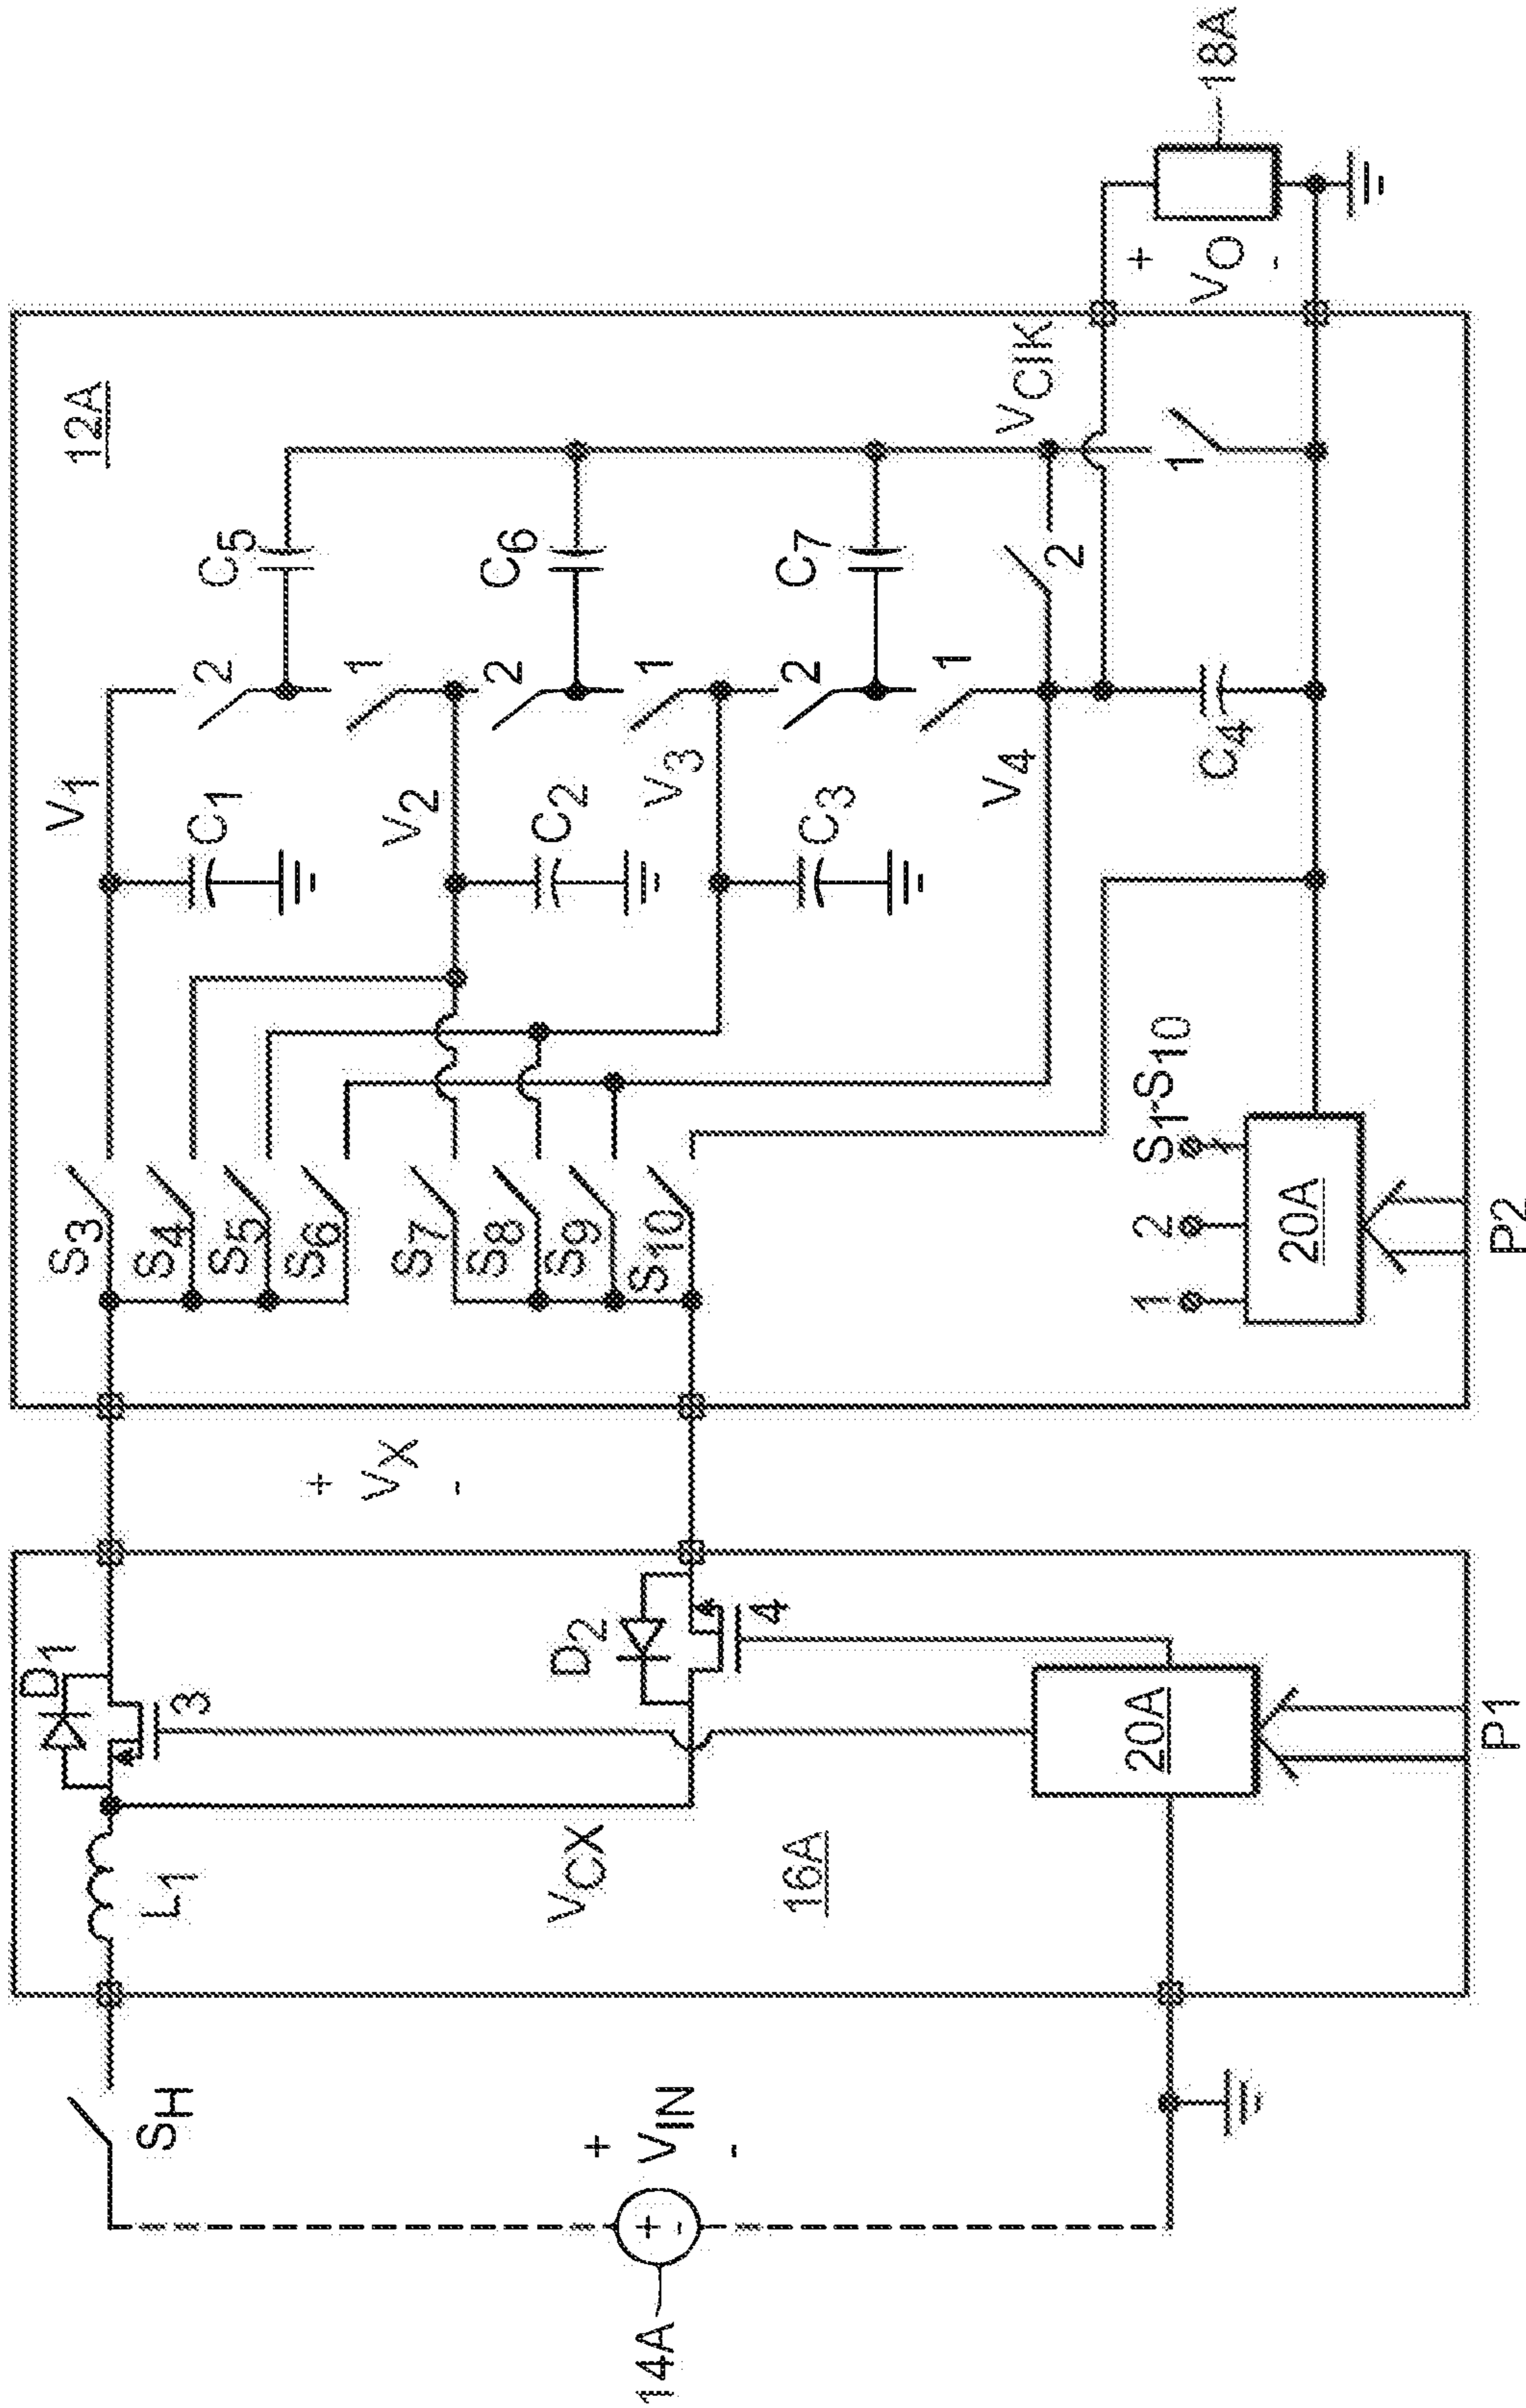 12A
18A
14A
16A
20A
20A
SH
+
VIN
-
+
-
L1
D1
3
D2
4
VCX
P1
+
VX
-
S3
S4
S5
S6
S7
S8
S9
S10
V1
C1
V2
C2
V3
C3
V4
C4
2
1
2
1
2
1
C5
C6
C7
2
1
VCIK
+
VO
-
1
2
S1-S10
P2